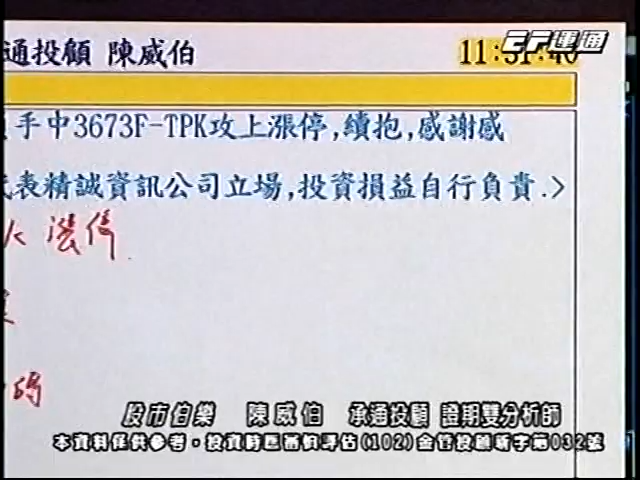 通投顧 陳威伯
EF運通
手中3673F-TPK攻上漲停,續抱,感謝感
表精誠資訊公司立場,投資損益自行負責.>
漲停
碼
股市伯樂 陳威伯 承通投顧 證期雙分析師
本資料僅供參考,投資時應審慎評估(102)金管投顧新字第032號